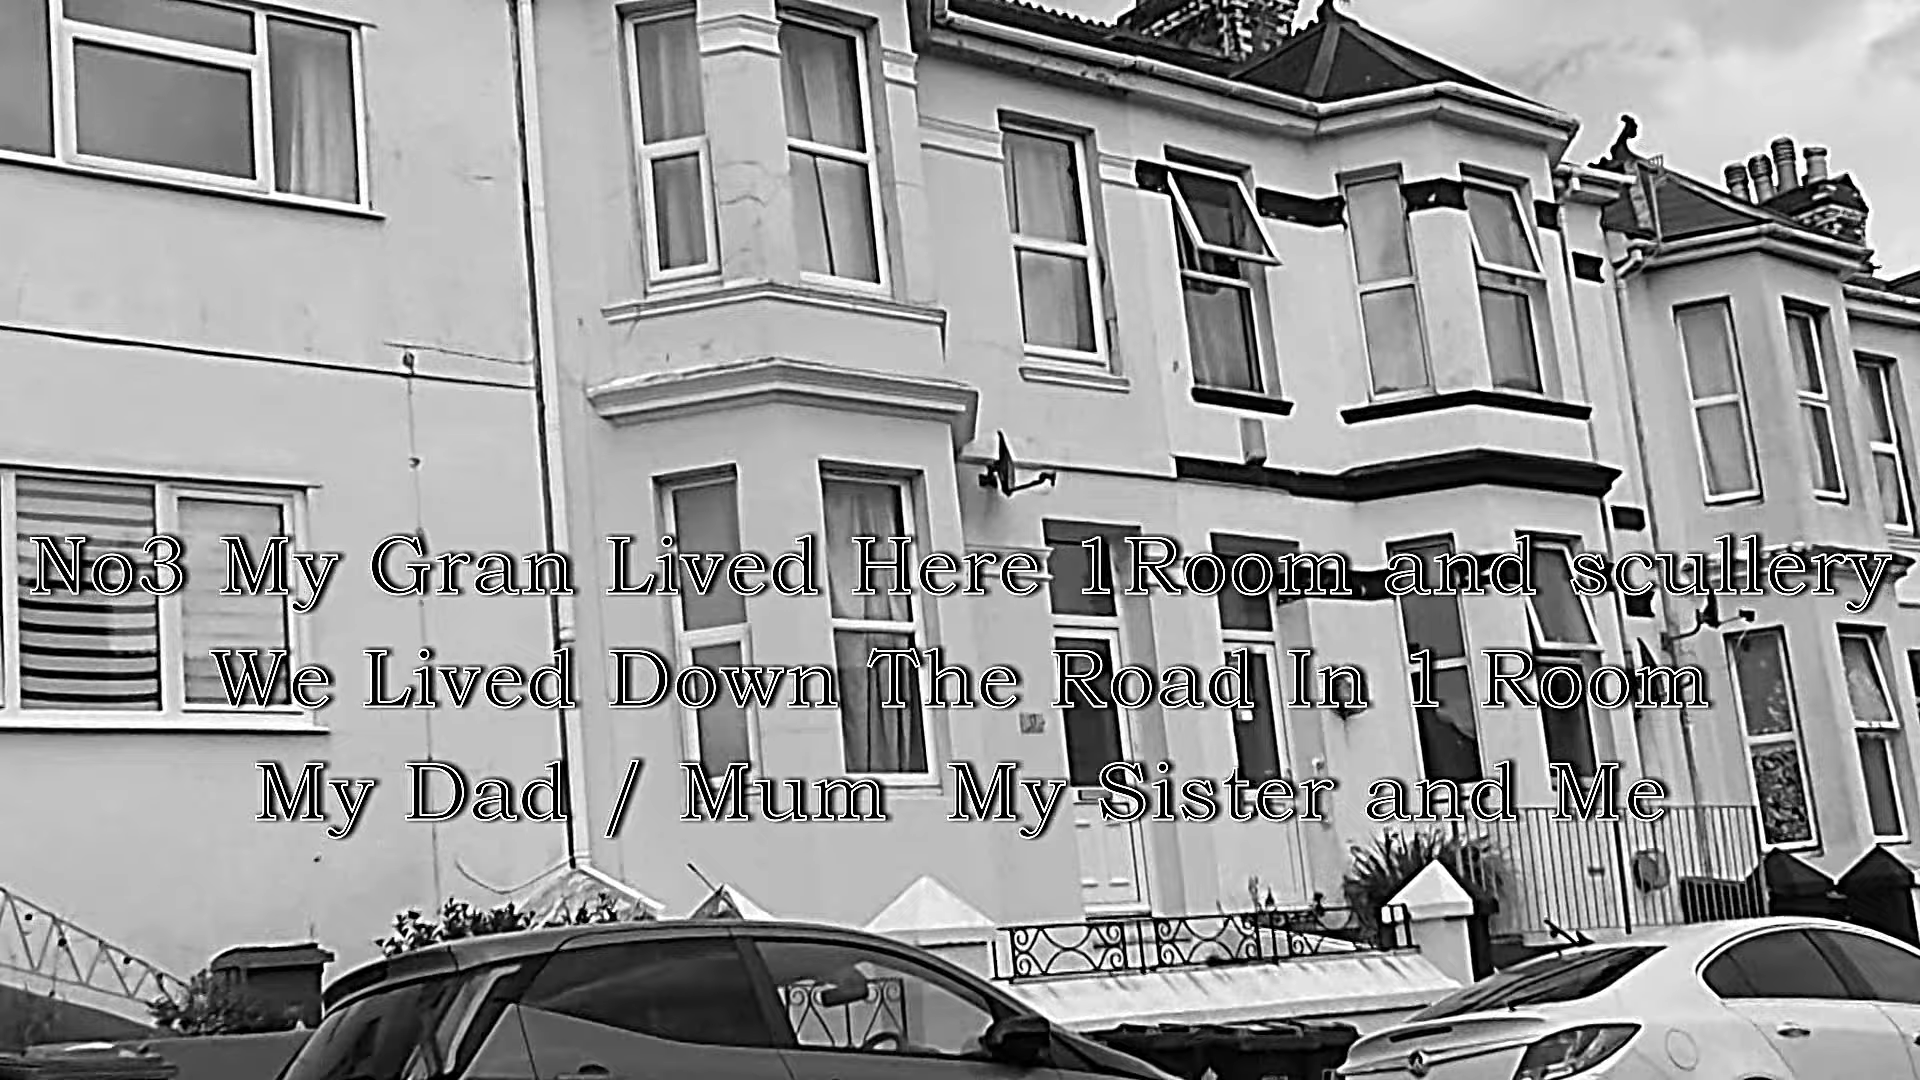 No3 My Gran Lived Here 1Room and scullery
We Lived Down The Road In 1 Room
My Dad / Mum My Sister and Me